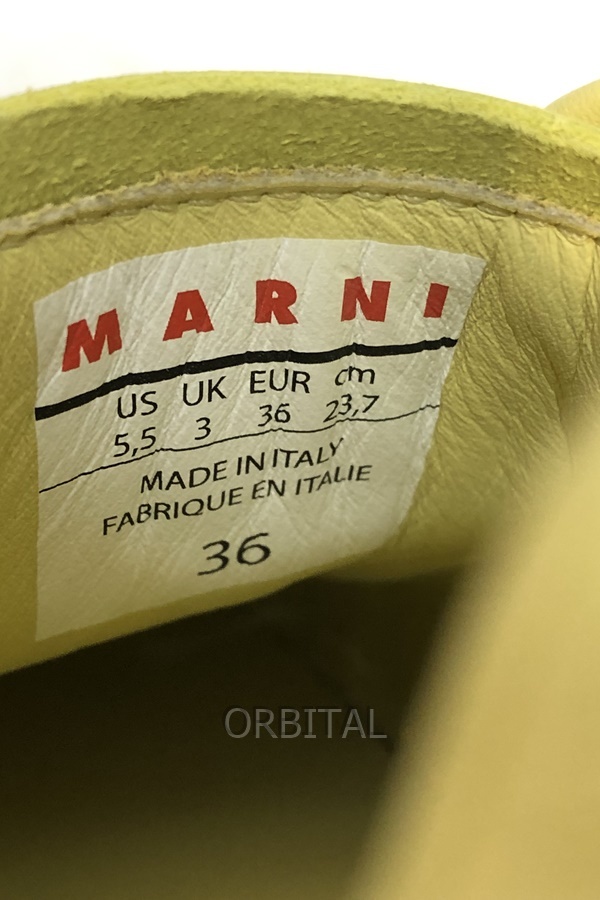 MARNI
US UK EUR cm
5,5 3 36 23,7
MADE IN ITALY
FABRIQUE EN ITALIE
36
ORBITAL